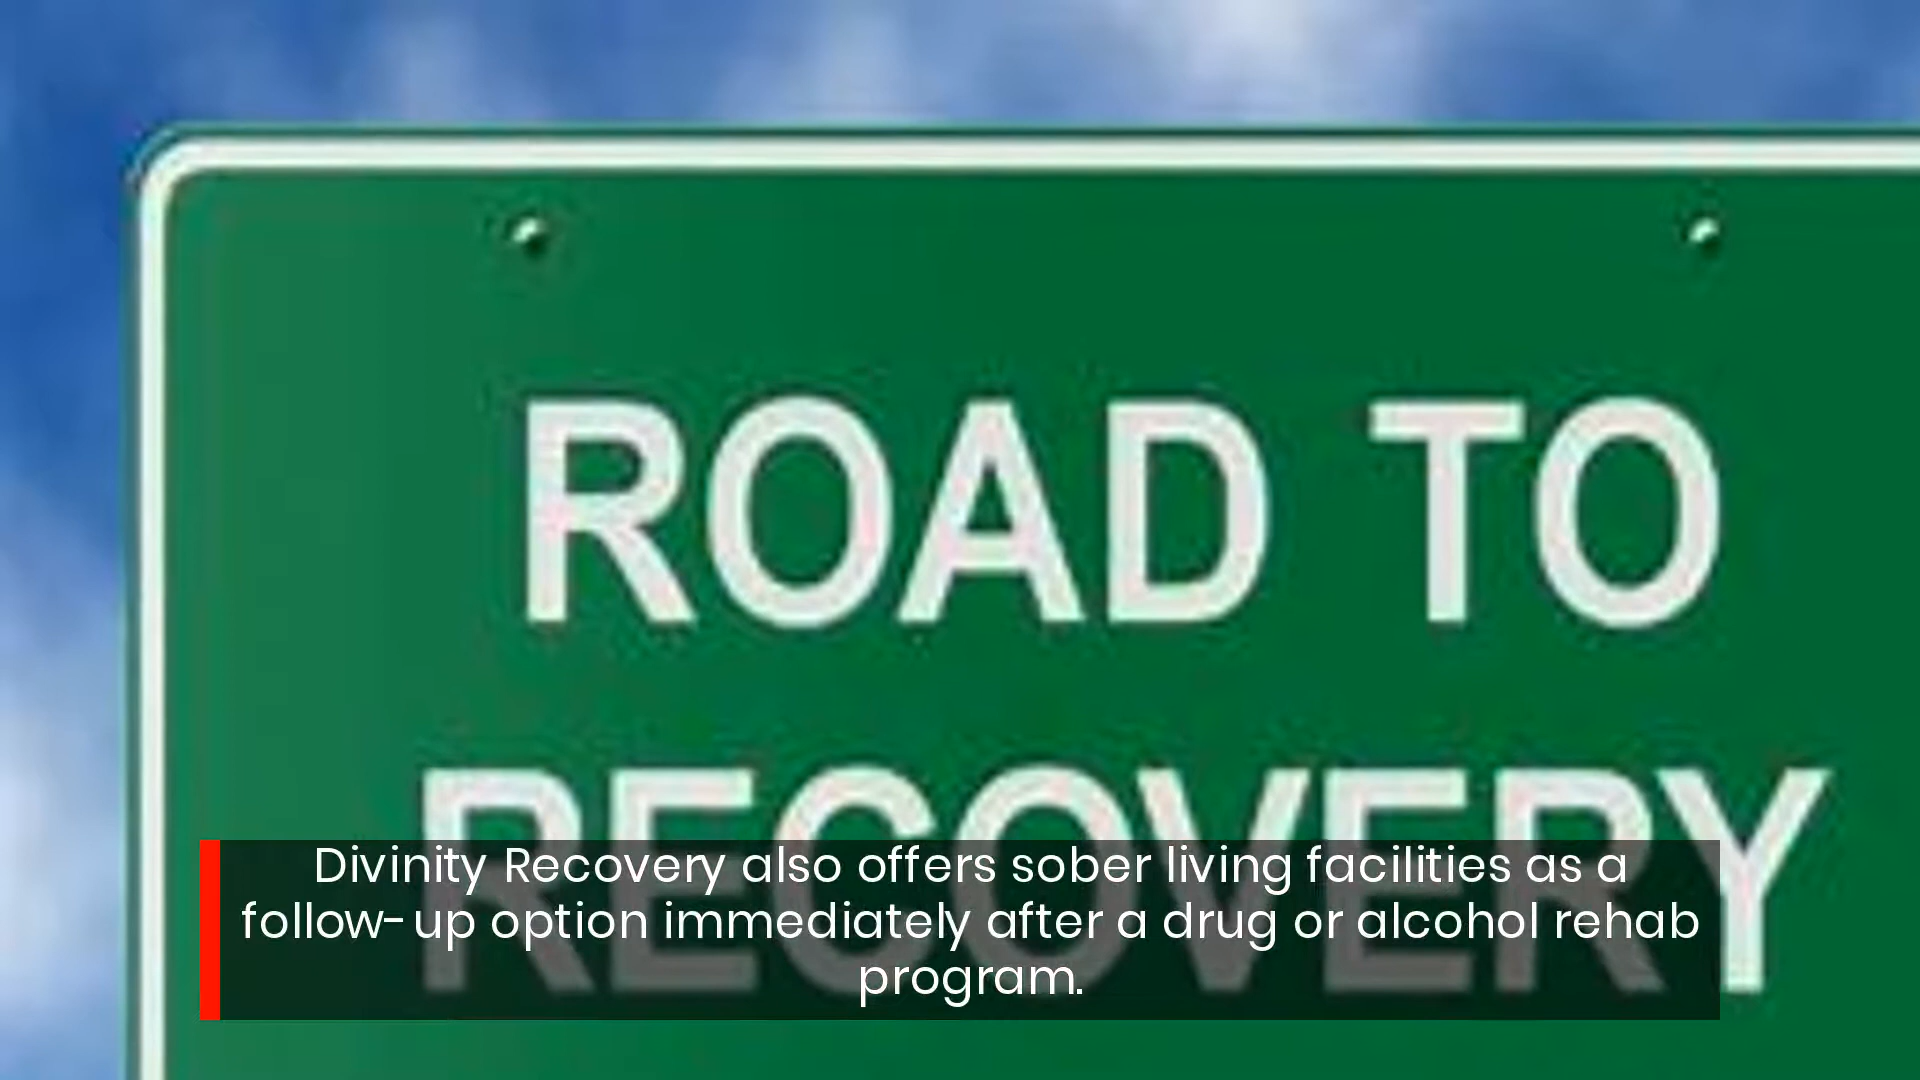 ROAD TO
RECOVERY
Divinity Recovery also offers sober living facilities as a
follow-up option immediately after a drug or alcohol rehab
program.